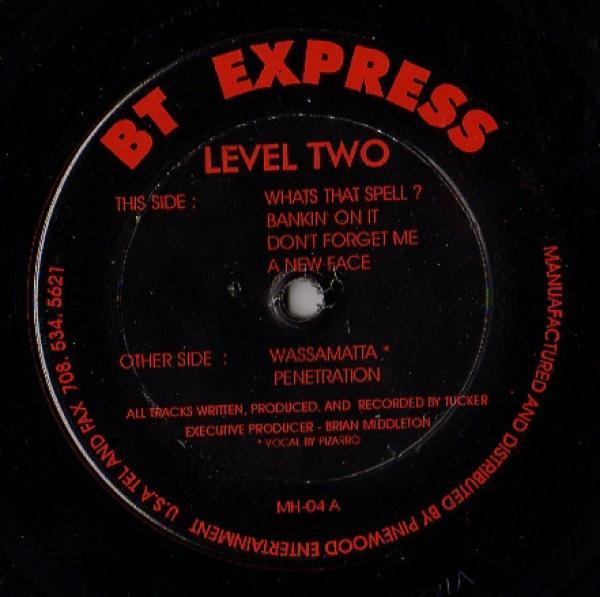 BT EXPRESS
LEVEL TWO
THIS SIDE : WHATS THAT SPELL ?
BANKIN' ON IT
DON'T FORGET ME
A NEW FACE
OTHER SIDE : WASSAMATTA *
PENETRATION
ALL TRACKS WRITTEN, PRODUCED, AND RECORDED BY TUCKER
EXECUTIVE PRODUCER - BRIAN MIDDLETON
* VOCAL BY PIZARRO
MH-04 A
MANUAFACTURED AND DISTRIBUTED BY PINEWOOD ENTERTAINMENT U.S.A TEL AND FAX 708. 534. 5621